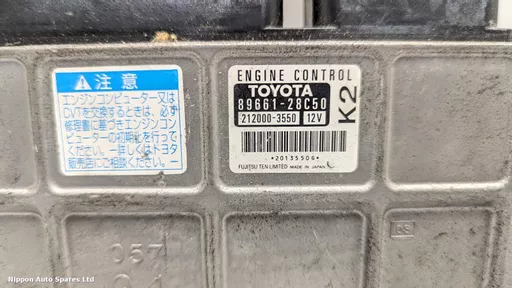 ⚠注意
エンジンコンピューター又は
CVTを交換するときは、必ず
修理書に基づきエンジンコン
ピューターの初期化を行って
ください。詳しくはトヨタ
販売店にご相談ください。
ENGINE CONTROL
TOYOTA
89661-28C50
212000-3550 12V
K2
*2013550G*
FUJITSU TEN LIMITED MADE IN JAPAN
057
Nippon Auto Spares Ltd